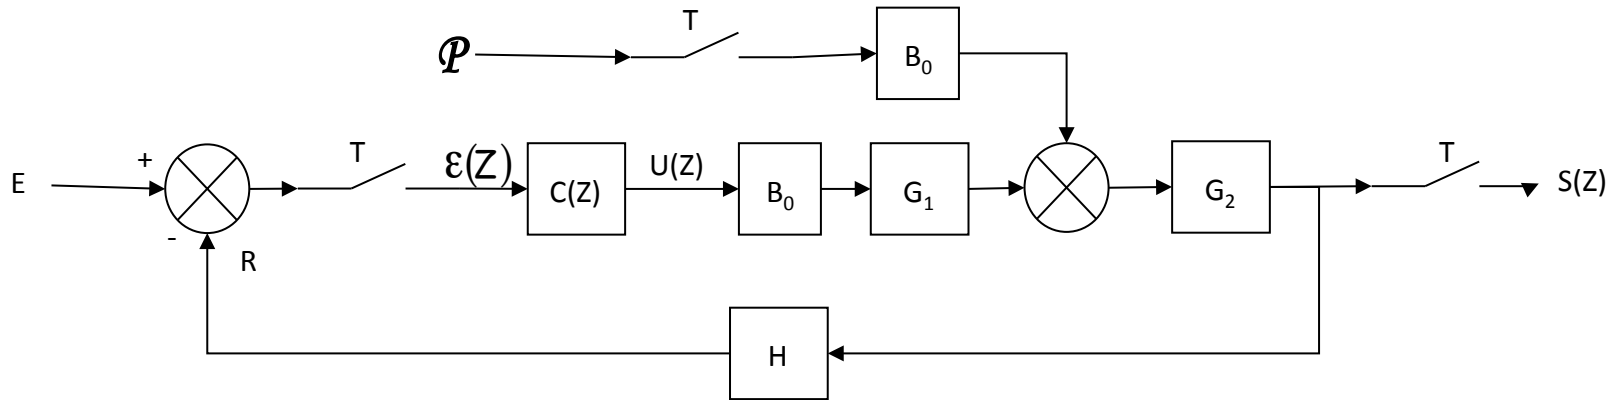 T
𝒫
B₀
+
T
ε(Z)
U(Z)
T
E
C(Z)
B₀
G₁
G₂
S(Z)
-
R
H